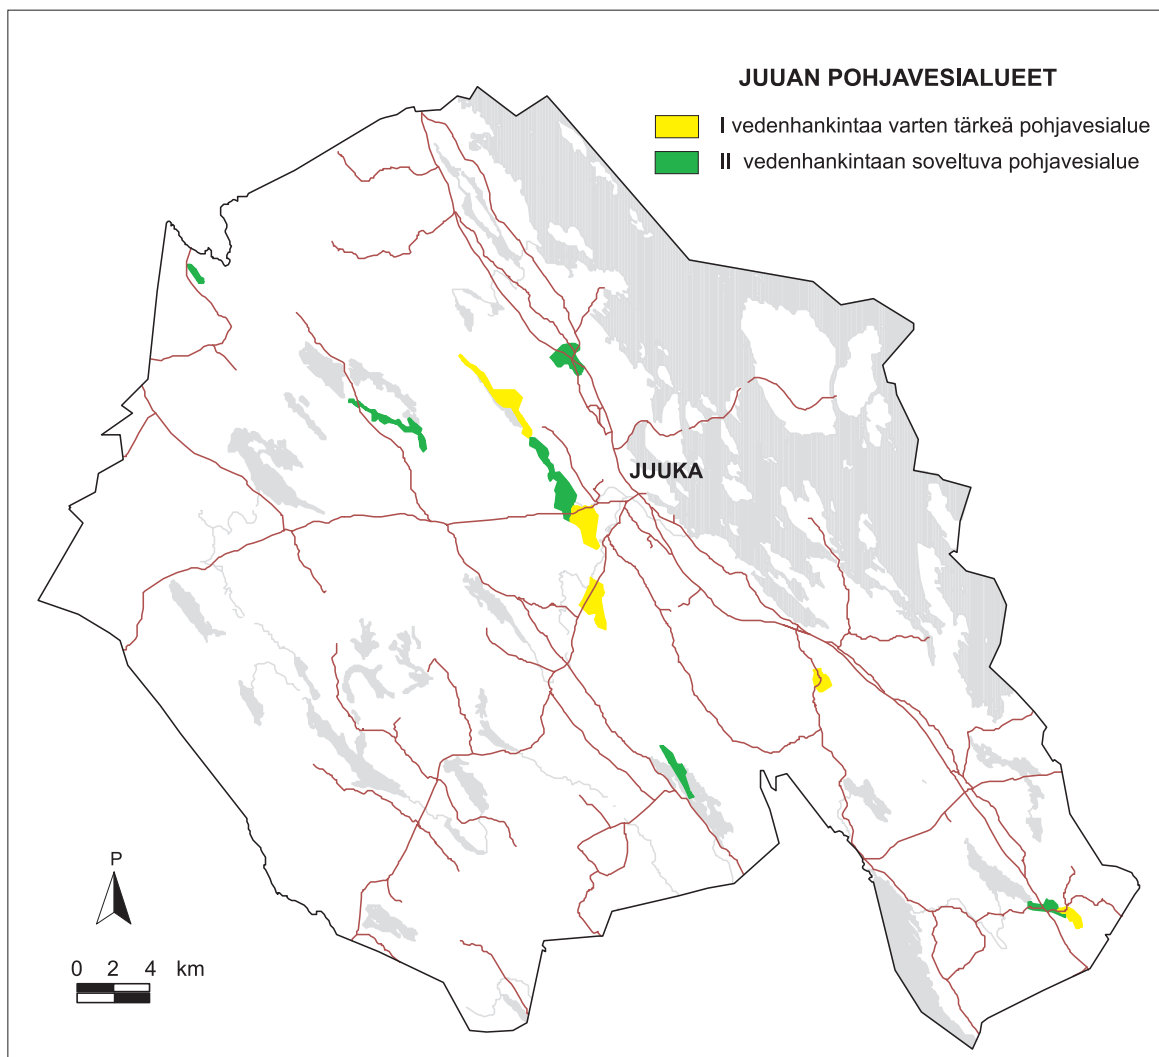 JUUAN POHJAVESIALUEET
I vedenhankintaa varten tärkeä pohjavesialue
II vedenhankintaan soveltuva pohjavesialue
JUUKA
P
0 2 4 km